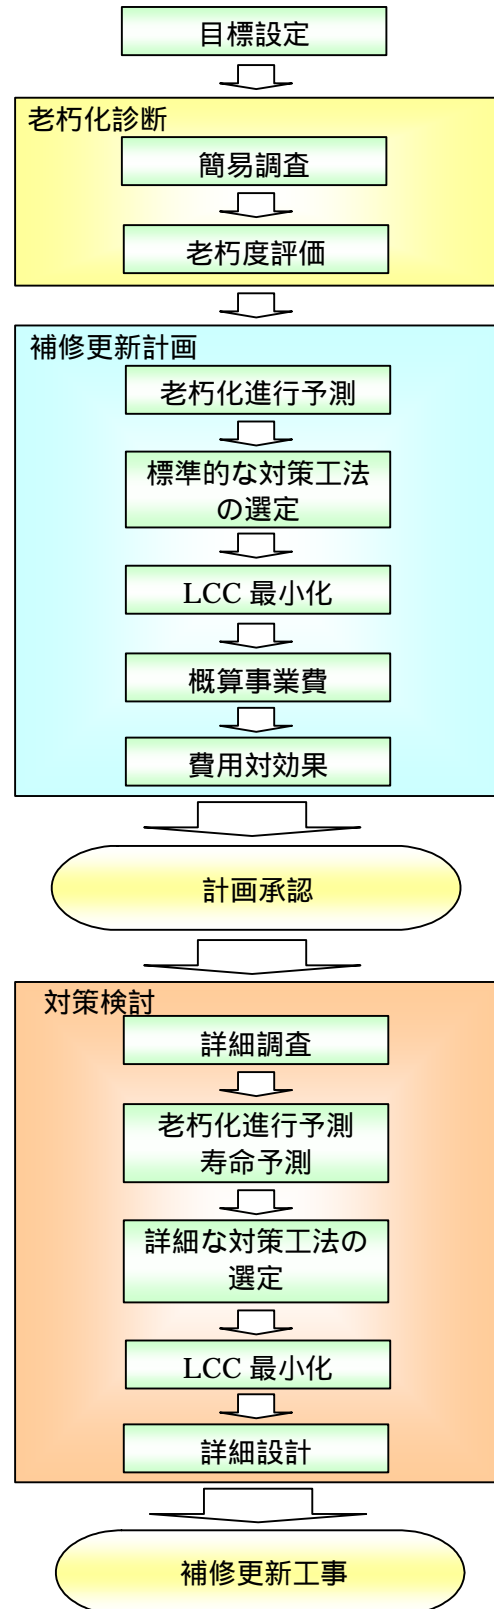 目標設定
老朽化診断
簡易調査
老朽度評価
補修更新計画
老朽化進行予測
標準的な対策工法
の選定
LCC 最小化
概算事業費
費用対効果
計画承認
対策検討
詳細調査
老朽化進行予測
寿命予測
詳細な対策工法の
選定
LCC 最小化
詳細設計
補修更新工事